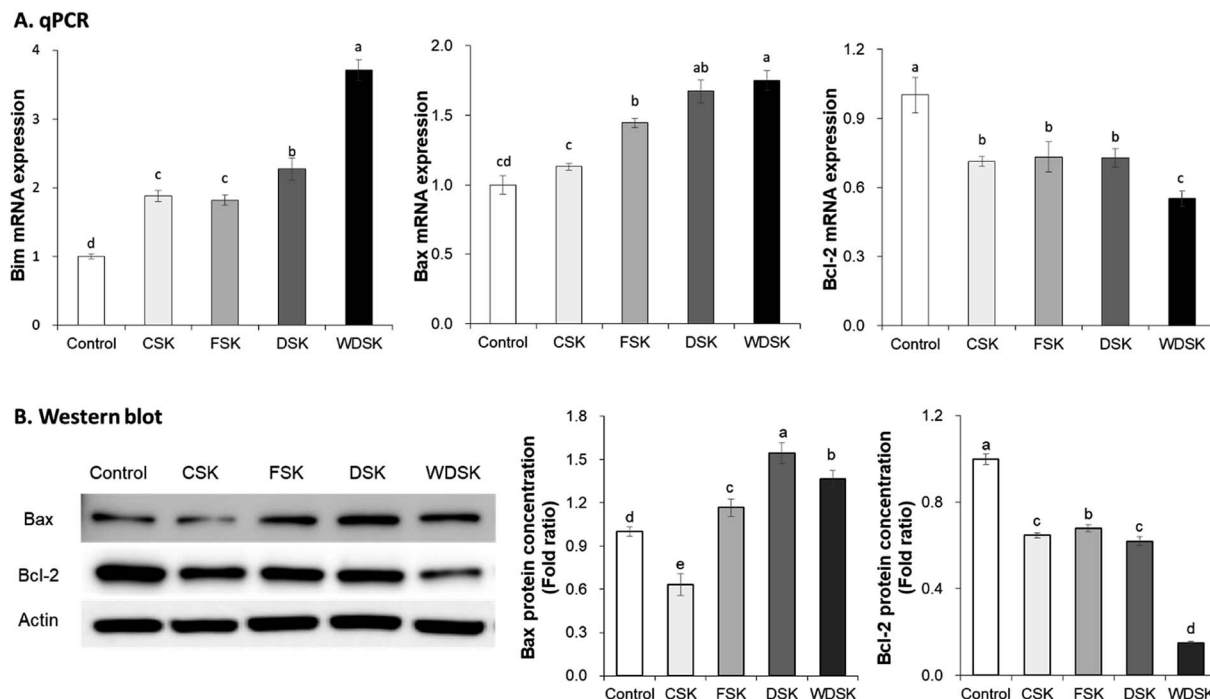 A. qPCR
Bim mRNA expression
4
3
2
1
0
d
c
c
b
a
Control CSK FSK DSK WDSK
Bax mRNA expression
2.0
1.5
1.0
0.5
0.0
cd
c
b
ab
a
Control CSK FSK DSK WDSK
Bcl-2 mRNA expression
1.2
0.9
0.6
0.3
0.0
a
b
b
b
c
Control CSK FSK DSK WDSK
B. Western blot
Control CSK FSK DSK WDSK
Bax
Bcl-2
Actin
Bax protein concentration
(Fold ratio)
1.8
1.5
1.2
0.9
0.6
0.3
0.0
d
e
c
a
b
Control CSK FSK DSK WDSK
Bcl-2 protein concentration
(Fold ratio)
1.2
0.9
0.6
0.3
0.0
a
c
b
c
d
Control CSK FSK DSK WDSK